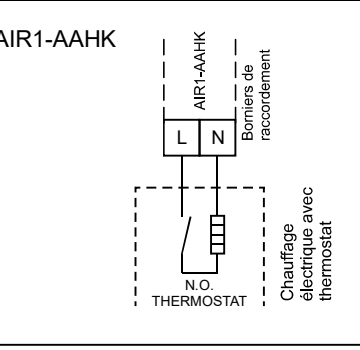 AIR1-AAHK
AIR1-AAHK
Borniers de
raccordement
L N
N.O.
THERMOSTAT
Chauffage
électrique avec
thermostat